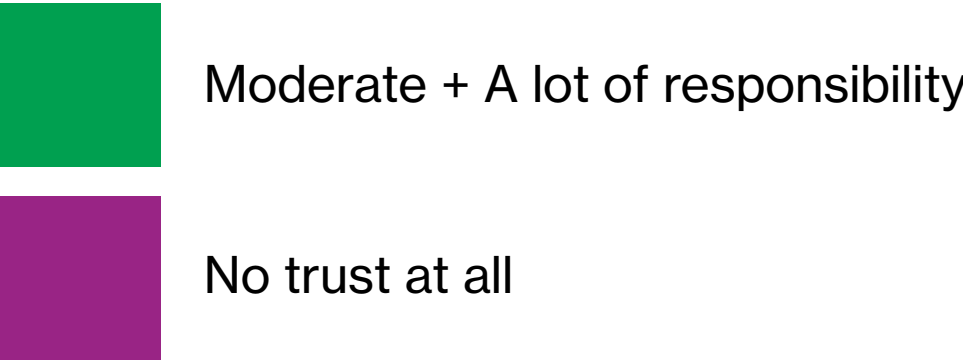 Moderate + A lot of responsibility
No trust at all